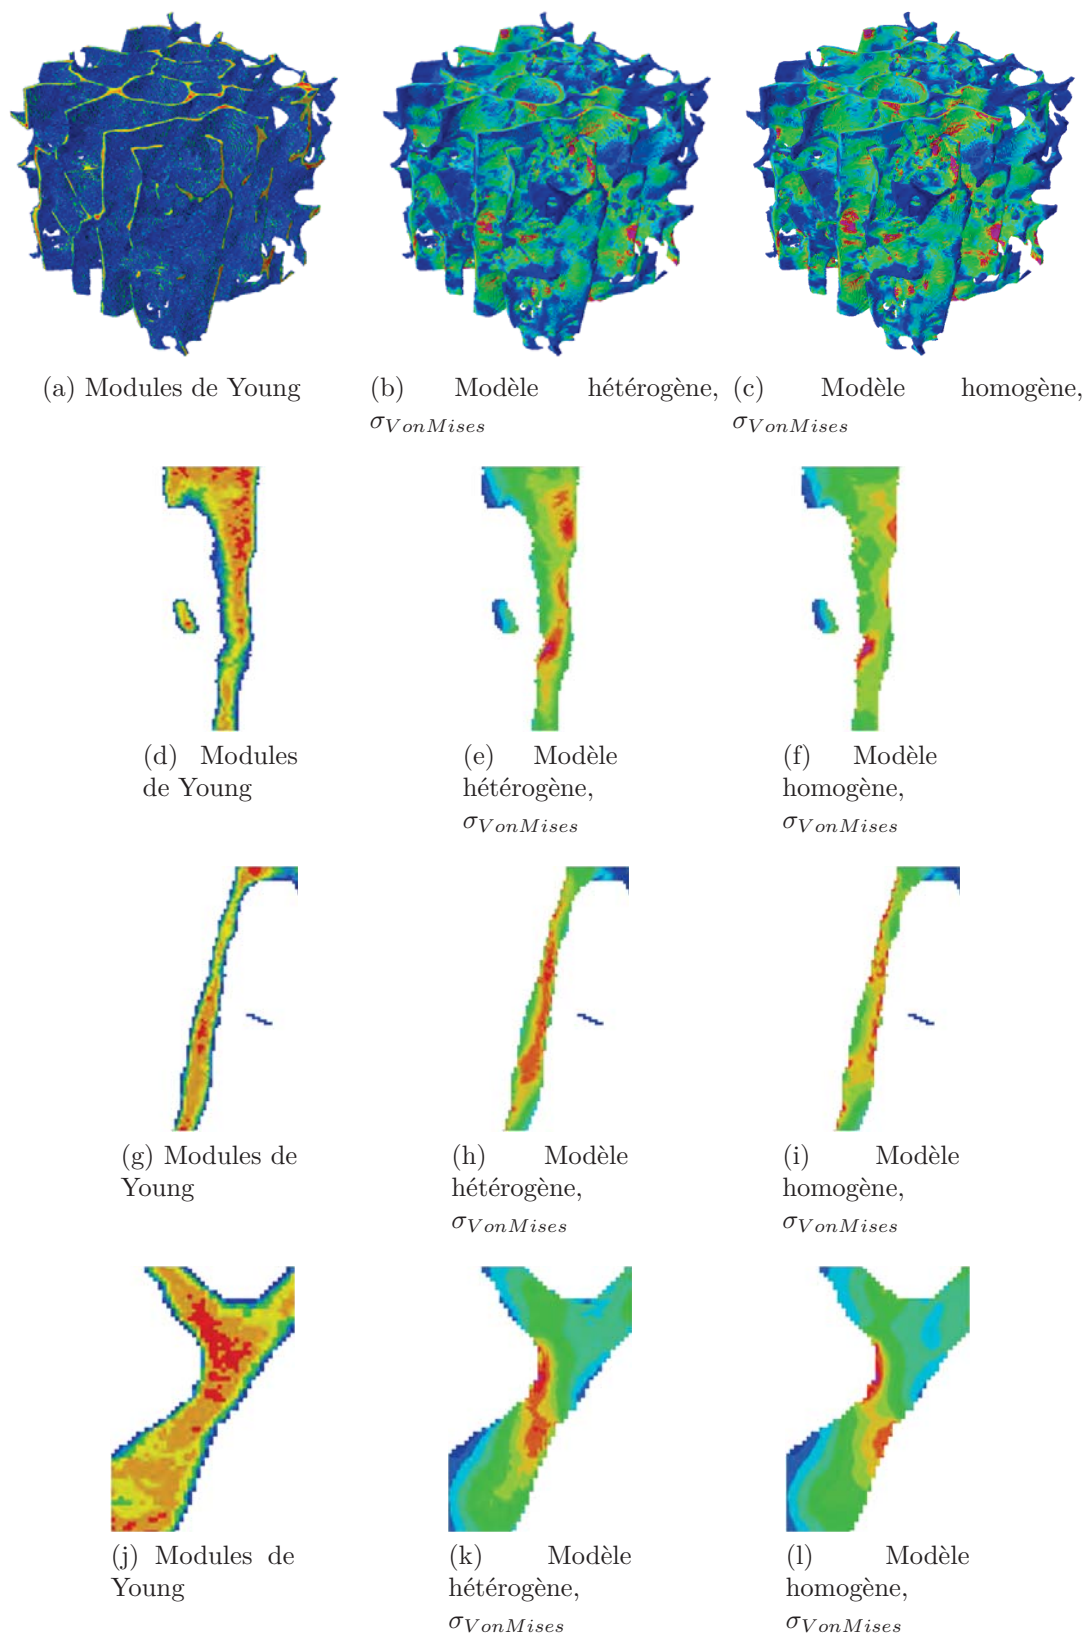 (a) Modules de Young
(b) Modèle hétérogène,
σVonMises
(c) Modèle homogène,
σVonMises
(d) Modules
de Young
(e) Modèle
hétérogène,
σVonMises
(f) Modèle
homogène,
σVonMises
(g) Modules de
Young
(h) Modèle
hétérogène,
σVonMises
(i) Modèle
homogène,
σVonMises
(j) Modules de
Young
(k) Modèle
hétérogène,
σVonMises
(l) Modèle
homogène,
σVonMises